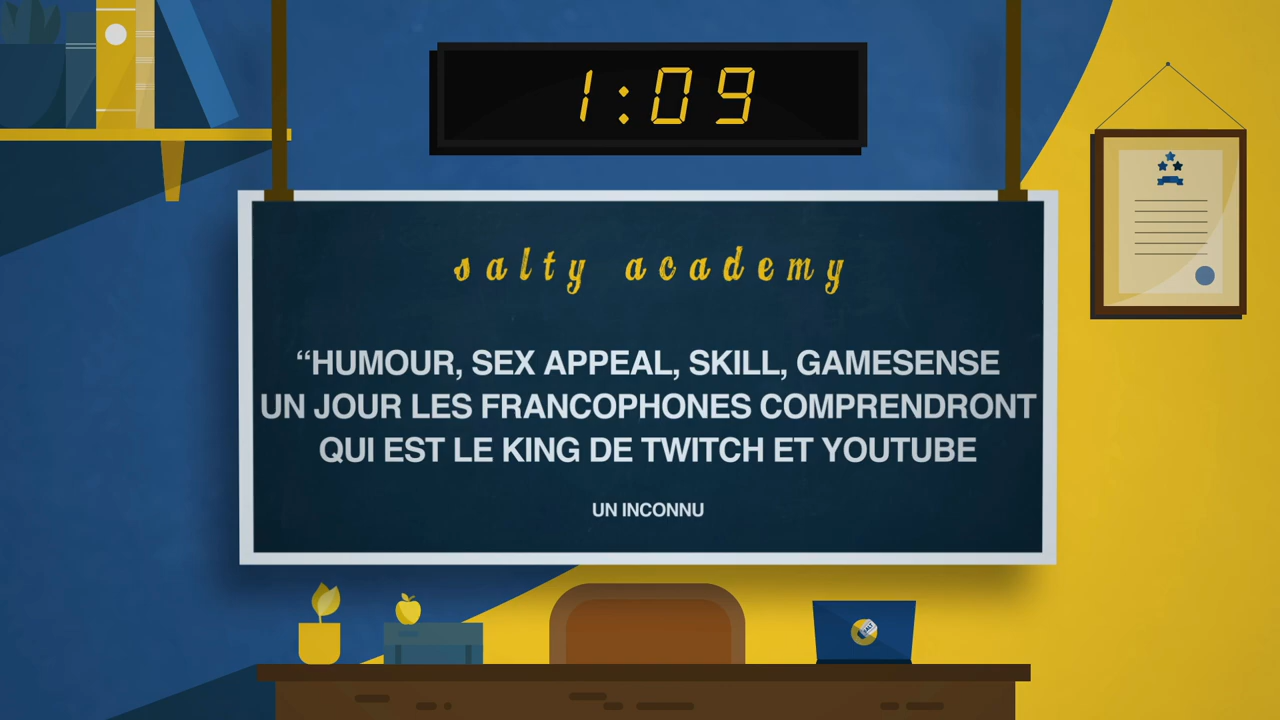 1:09
salty academy
“HUMOUR, SEX APPEAL, SKILL, GAMESENSE
UN JOUR LES FRANCOPHONES COMPRENDRONT
QUI EST LE KING DE TWITCH ET YOUTUBE
UN INCONNU
SALT